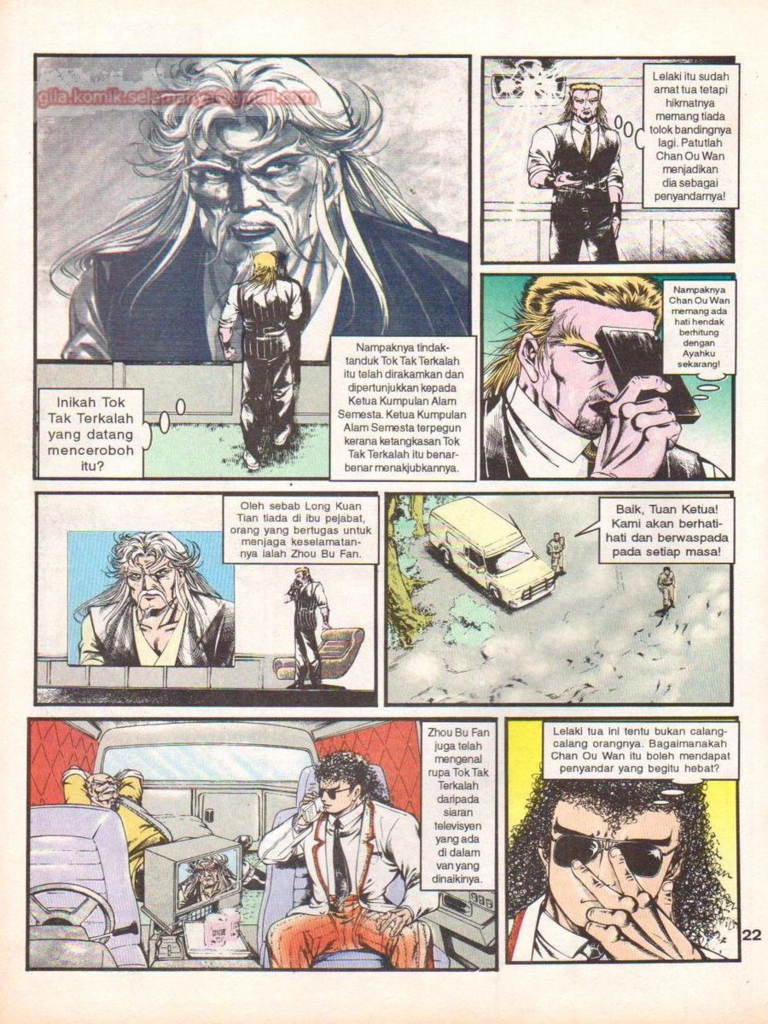 gila.komik.selamanya@gmail.com
Inikah Tok
Tak Terkalah
yang datang
menceroboh
itu?
Nampaknya tindak-
tanduk Tok Tak Terkalah
itu telah dirakamkan dan
dipertunjukkan kepada
Ketua Kumpulan Alam
Semesta. Ketua Kumpulan
Alam Semesta terpegun
kerana ketangkasan Tok
Tak Terkalah itu benar-
benar menakjubkannya.
Lelaki itu sudah
amat tua tetapi
hikmatnya
memang tiada
tolok bandingnya
lagi. Patutlah
Chan Ou Wan
menjadikan
dia sebagai
penyandarnya!
Nampaknya
Chan Ou Wan
memang ada
hati hendak
berhitung
dengan
Ayahku
sekarang!
Oleh sebab Long Kuan
Tian tiada di ibu pejabat,
orang yang bertugas untuk
menjaga keselamatan-
nya ialah Zhou Bu Fan.
Baik, Tuan Ketua!
Kami akan berhati-
hati dan berwaspada
pada setiap masa!
Zhou Bu Fan
juga telah
mengenal
rupa Tok Tak
Terkalah
daripada
siaran
televisyen
yang ada
di dalam
van yang
dinaikinya.
Lelaki tua ini tentu bukan calang-
calang orangnya. Bagaimanakah
Chan Ou Wan itu boleh mendapat
penyandar yang begitu hebat?
22